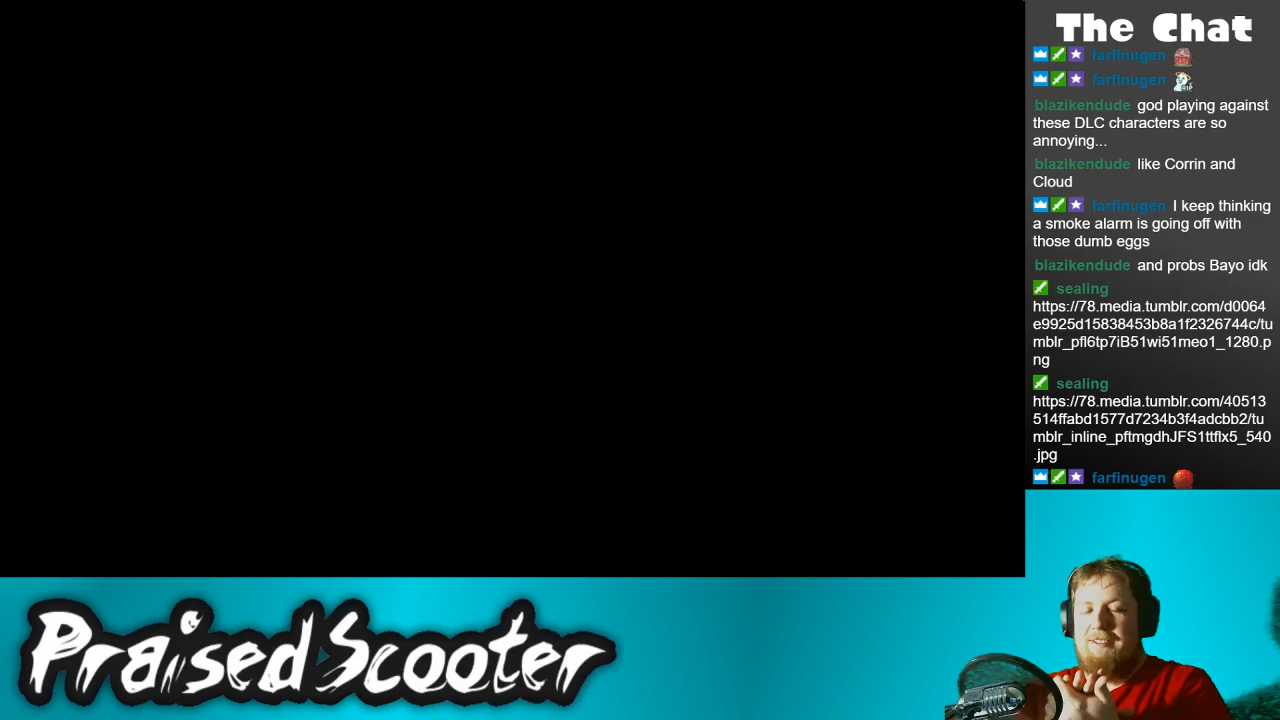 The Chat
farfinugen
farfinugen
RIP
blazikendude god playing against
these DLC characters are so
annoying...
blazikendude like Corrin and
Cloud
farfinugen I keep thinking
a smoke alarm is going off with
those dumb eggs
blazikendude and probs Bayo idk
sealing
https://78.media.tumblr.com/d0064
e9925d15838453b8a1f2326744c/tu
mblr_pfl6tp7iB51wi51meo1_1280.p
ng
sealing
https://78.media.tumblr.com/40513
514ffabd1577d7234b3f4adcbb2/tu
mblr_inline_pftmgdhJFS1ttflx5_540
.jpg
farfinugen
PraisedScooter